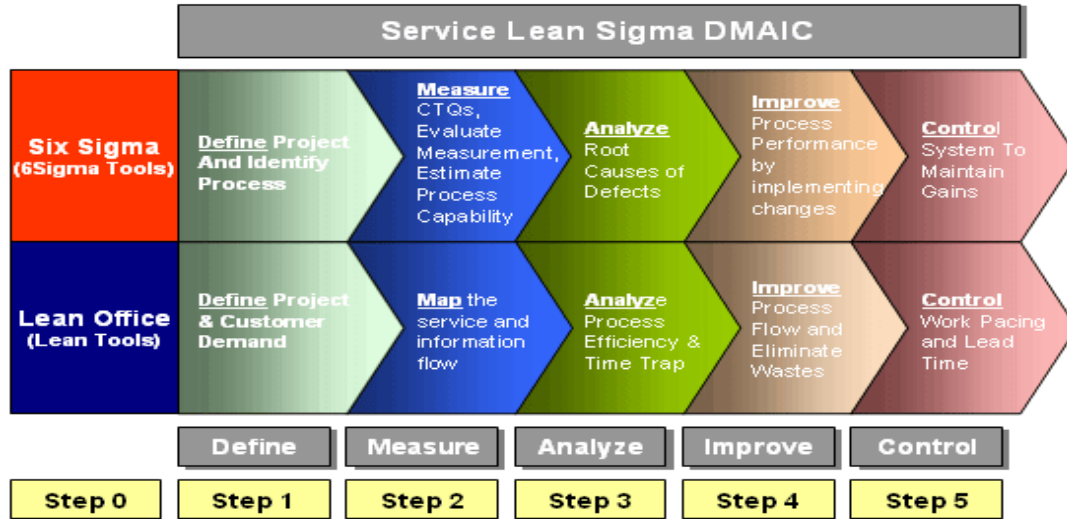 Service Lean Sigma DMAIC
Six Sigma
(6Sigma Tools)
Define Project
And Identify
Process
Measure
CTQs,
Evaluate
Measurement,
Estimate
Process
Capability
Analyze
Root
Causes of
Defects
Improve
Process
Performance
by
implementing
changes
Control
System To
Maintain
Gains
Lean Office
(Lean Tools)
Define Project
& Customer
Demand
Map the
service and
information
flow
Analyze
Process
Efficiency &
Time Trap
Improve
Process
Flow and
Eliminate
Wastes
Control
Work Pacing
and Lead
Time
Define
Measure
Analyze
Improve
Control
Step 0
Step 1
Step 2
Step 3
Step 4
Step 5